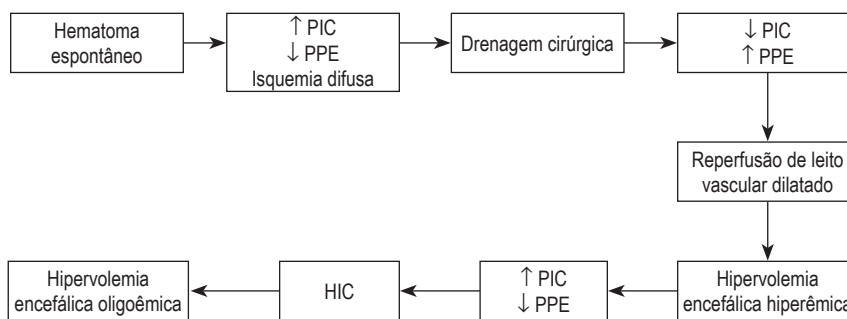 Hematoma
espontâneo
↑ PIC
↓ PPE
Isquemia difusa
Drenagem cirúrgica
↓ PIC
↑ PPE
Reperfusão de leito
vascular dilatado
Hipervolemia
encefálica hiperêmica
↑ PIC
↓ PPE
HIC
Hipervolemia
encefálica oligoêmica